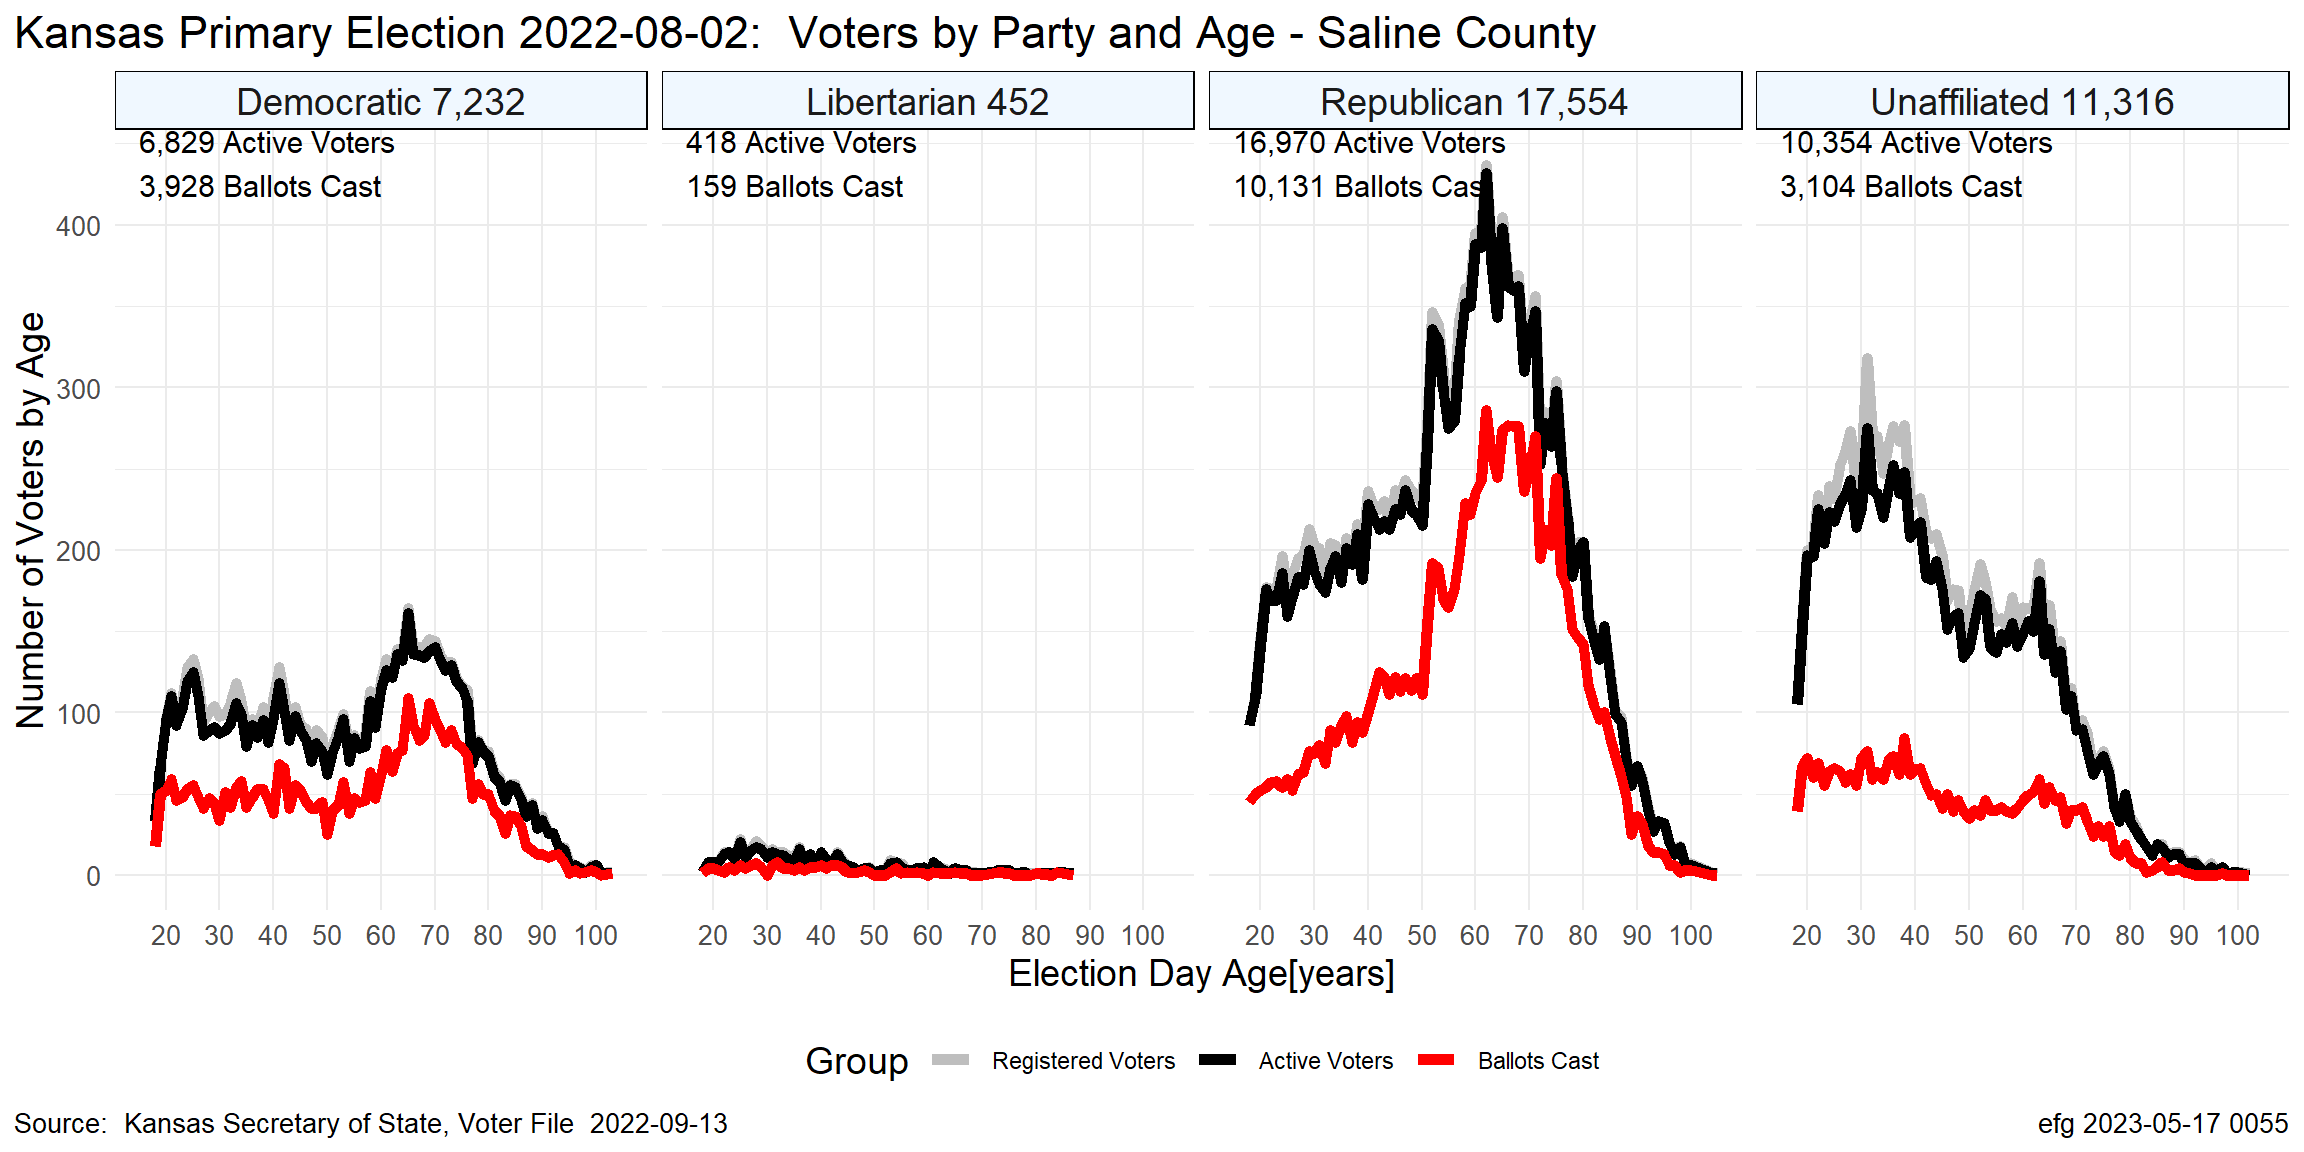 Kansas Primary Election 2022-08-02:  Voters by Party and Age - Saline County
Democratic 7,232
Libertarian 452
Republican 17,554
Unaffiliated 11,316
6,829 Active Voters
3,928 Ballots Cast
418 Active Voters
159 Ballots Cast
16,970 Active Voters
10,131 Ballots Cast
10,354 Active Voters
3,104 Ballots Cast
Number of Voters by Age
400
300
200
100
0
20 30 40 50 60 70 80 90 100
20 30 40 50 60 70 80 90 100
20 30 40 50 60 70 80 90 100
20 30 40 50 60 70 80 90 100
Election Day Age[years]
Group Registered Voters Active Voters Ballots Cast
Source:  Kansas Secretary of State, Voter File  2022-09-13
efg 2023-05-17 0055